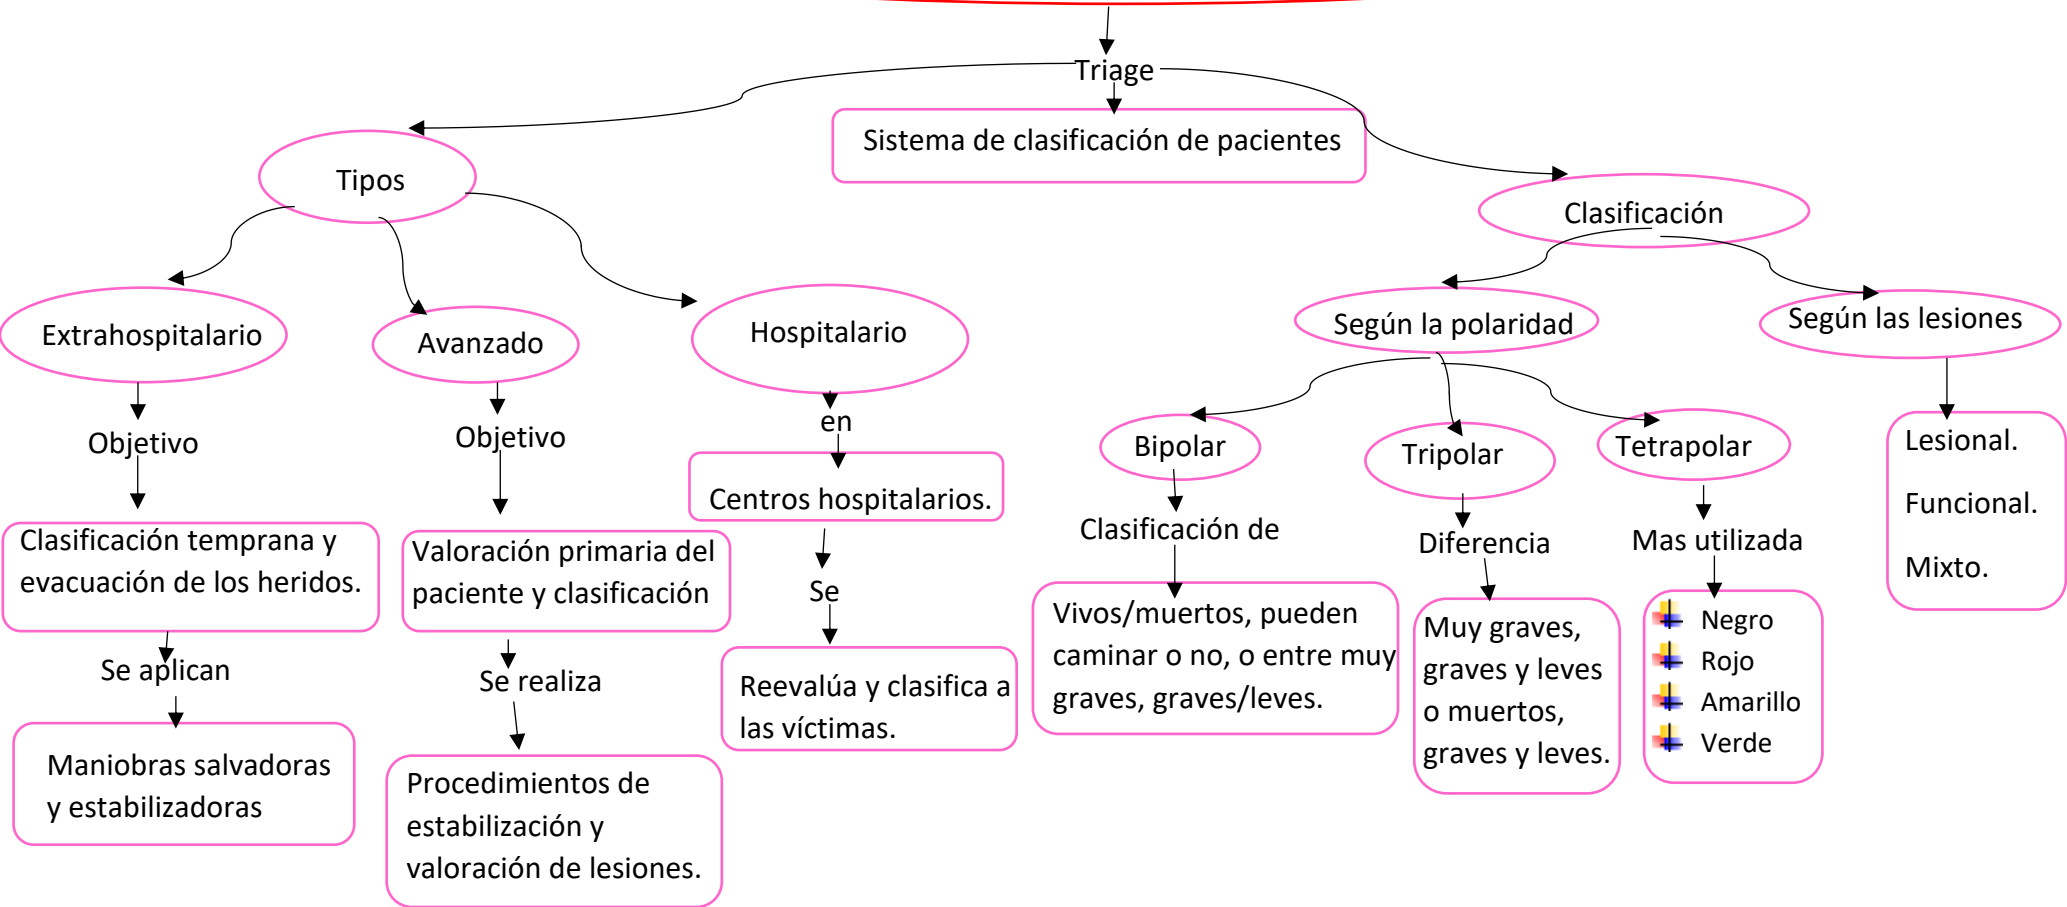 Triage
Sistema de clasificación de pacientes
Tipos
Clasificación
Extrahospitalario
Avanzado
Hospitalario
Según la polaridad
Según las lesiones
Objetivo
Objetivo
en
Bipolar
Tripolar
Tetrapolar
Lesional.
Funcional.
Mixto.
Centros hospitalarios.
Clasificación de
Diferencia
Mas utilizada
Clasificación temprana y
evacuación de los heridos.
Valoración primaria del
paciente y clasificación
Se
Vivos/muertos, pueden
caminar o no, o entre muy
graves, graves/leves.
Muy graves,
graves y leves
o muertos,
graves y leves.
Negro
Rojo
Amarillo
Verde
Se aplican
Se realiza
Reevalúa y clasifica a
las víctimas.
Maniobras salvadoras
y estabilizadoras
Procedimientos de
estabilización y
valoración de lesiones.